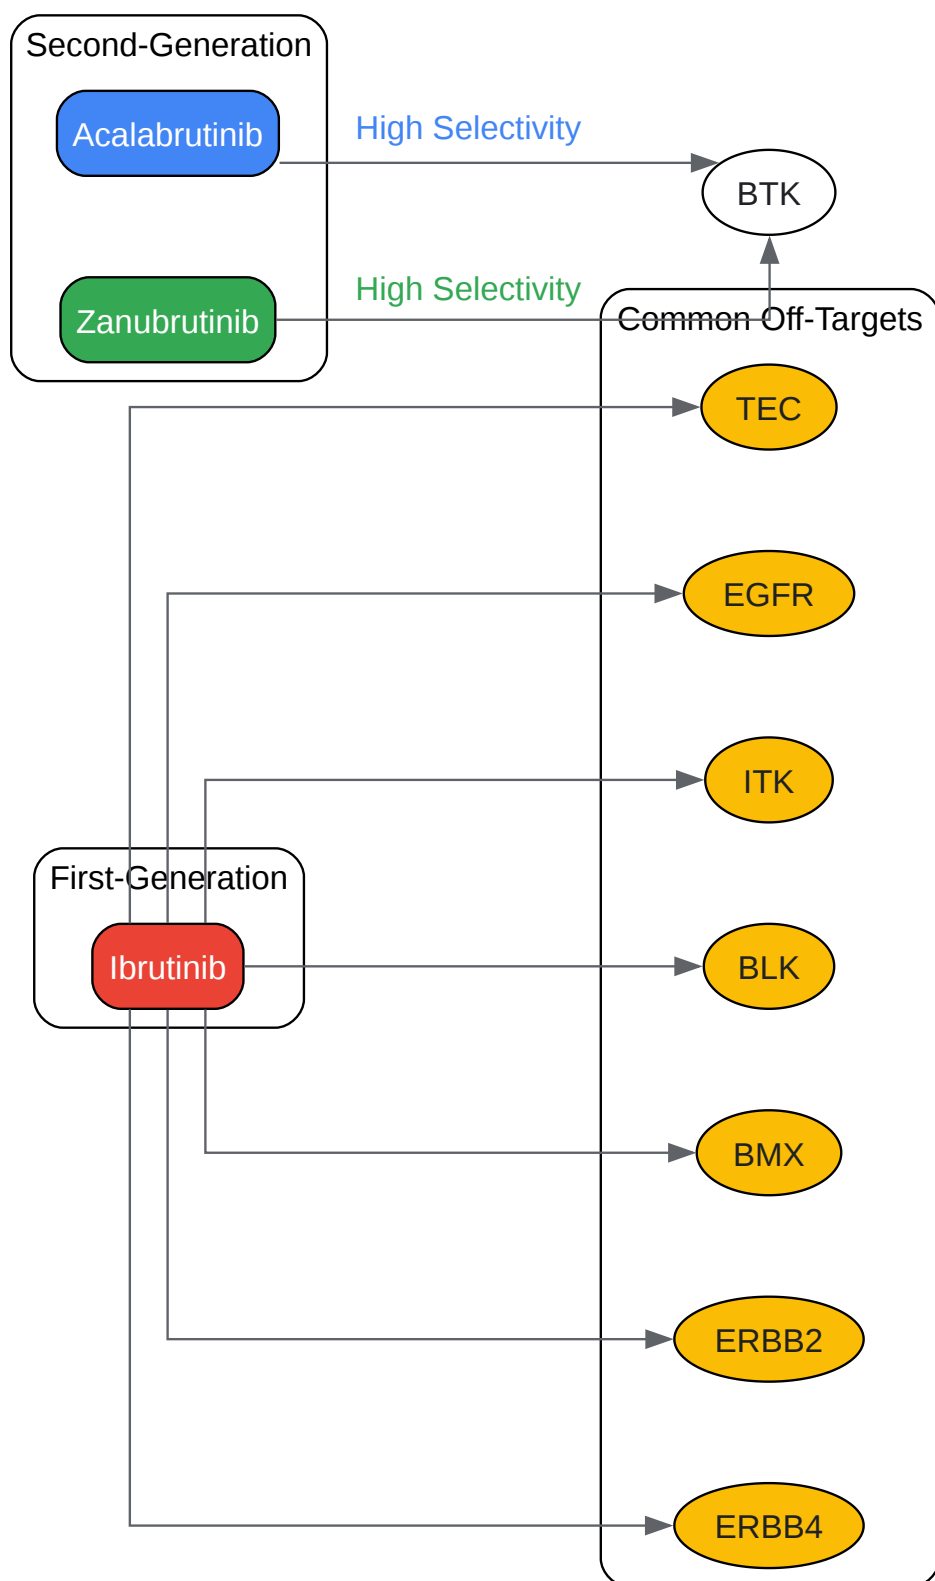 Second-Generation
Acalabrutinib
High Selectivity
BTK
Zanubrutinib
High Selectivity
Common Off-Targets
TEC
EGFR
ITK
First-Generation
Ibrutinib
BLK
BMX
ERBB2
ERBB4